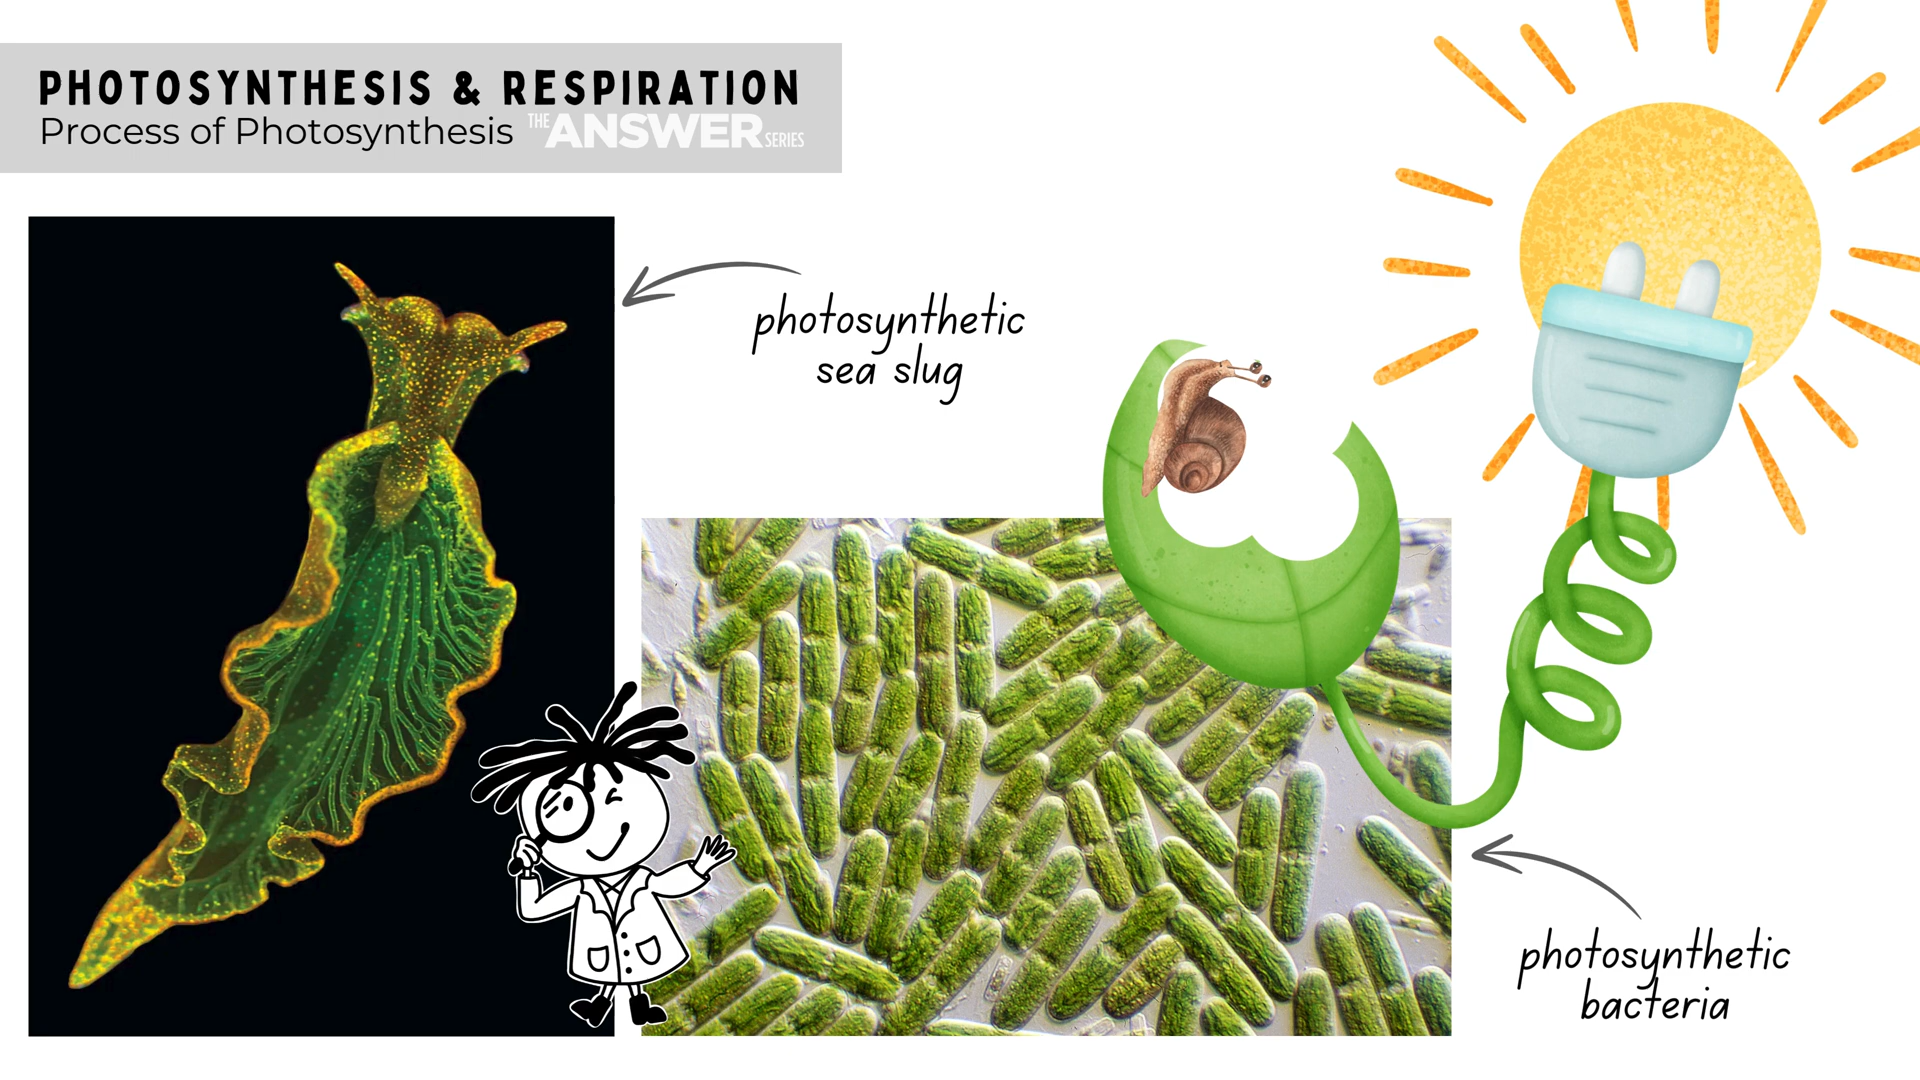 PHOTOSYNTHESIS & RESPIRATION
Process of Photosynthesis THE ANSWER SERIES
photosynthetic
sea slug
photosynthetic
bacteria